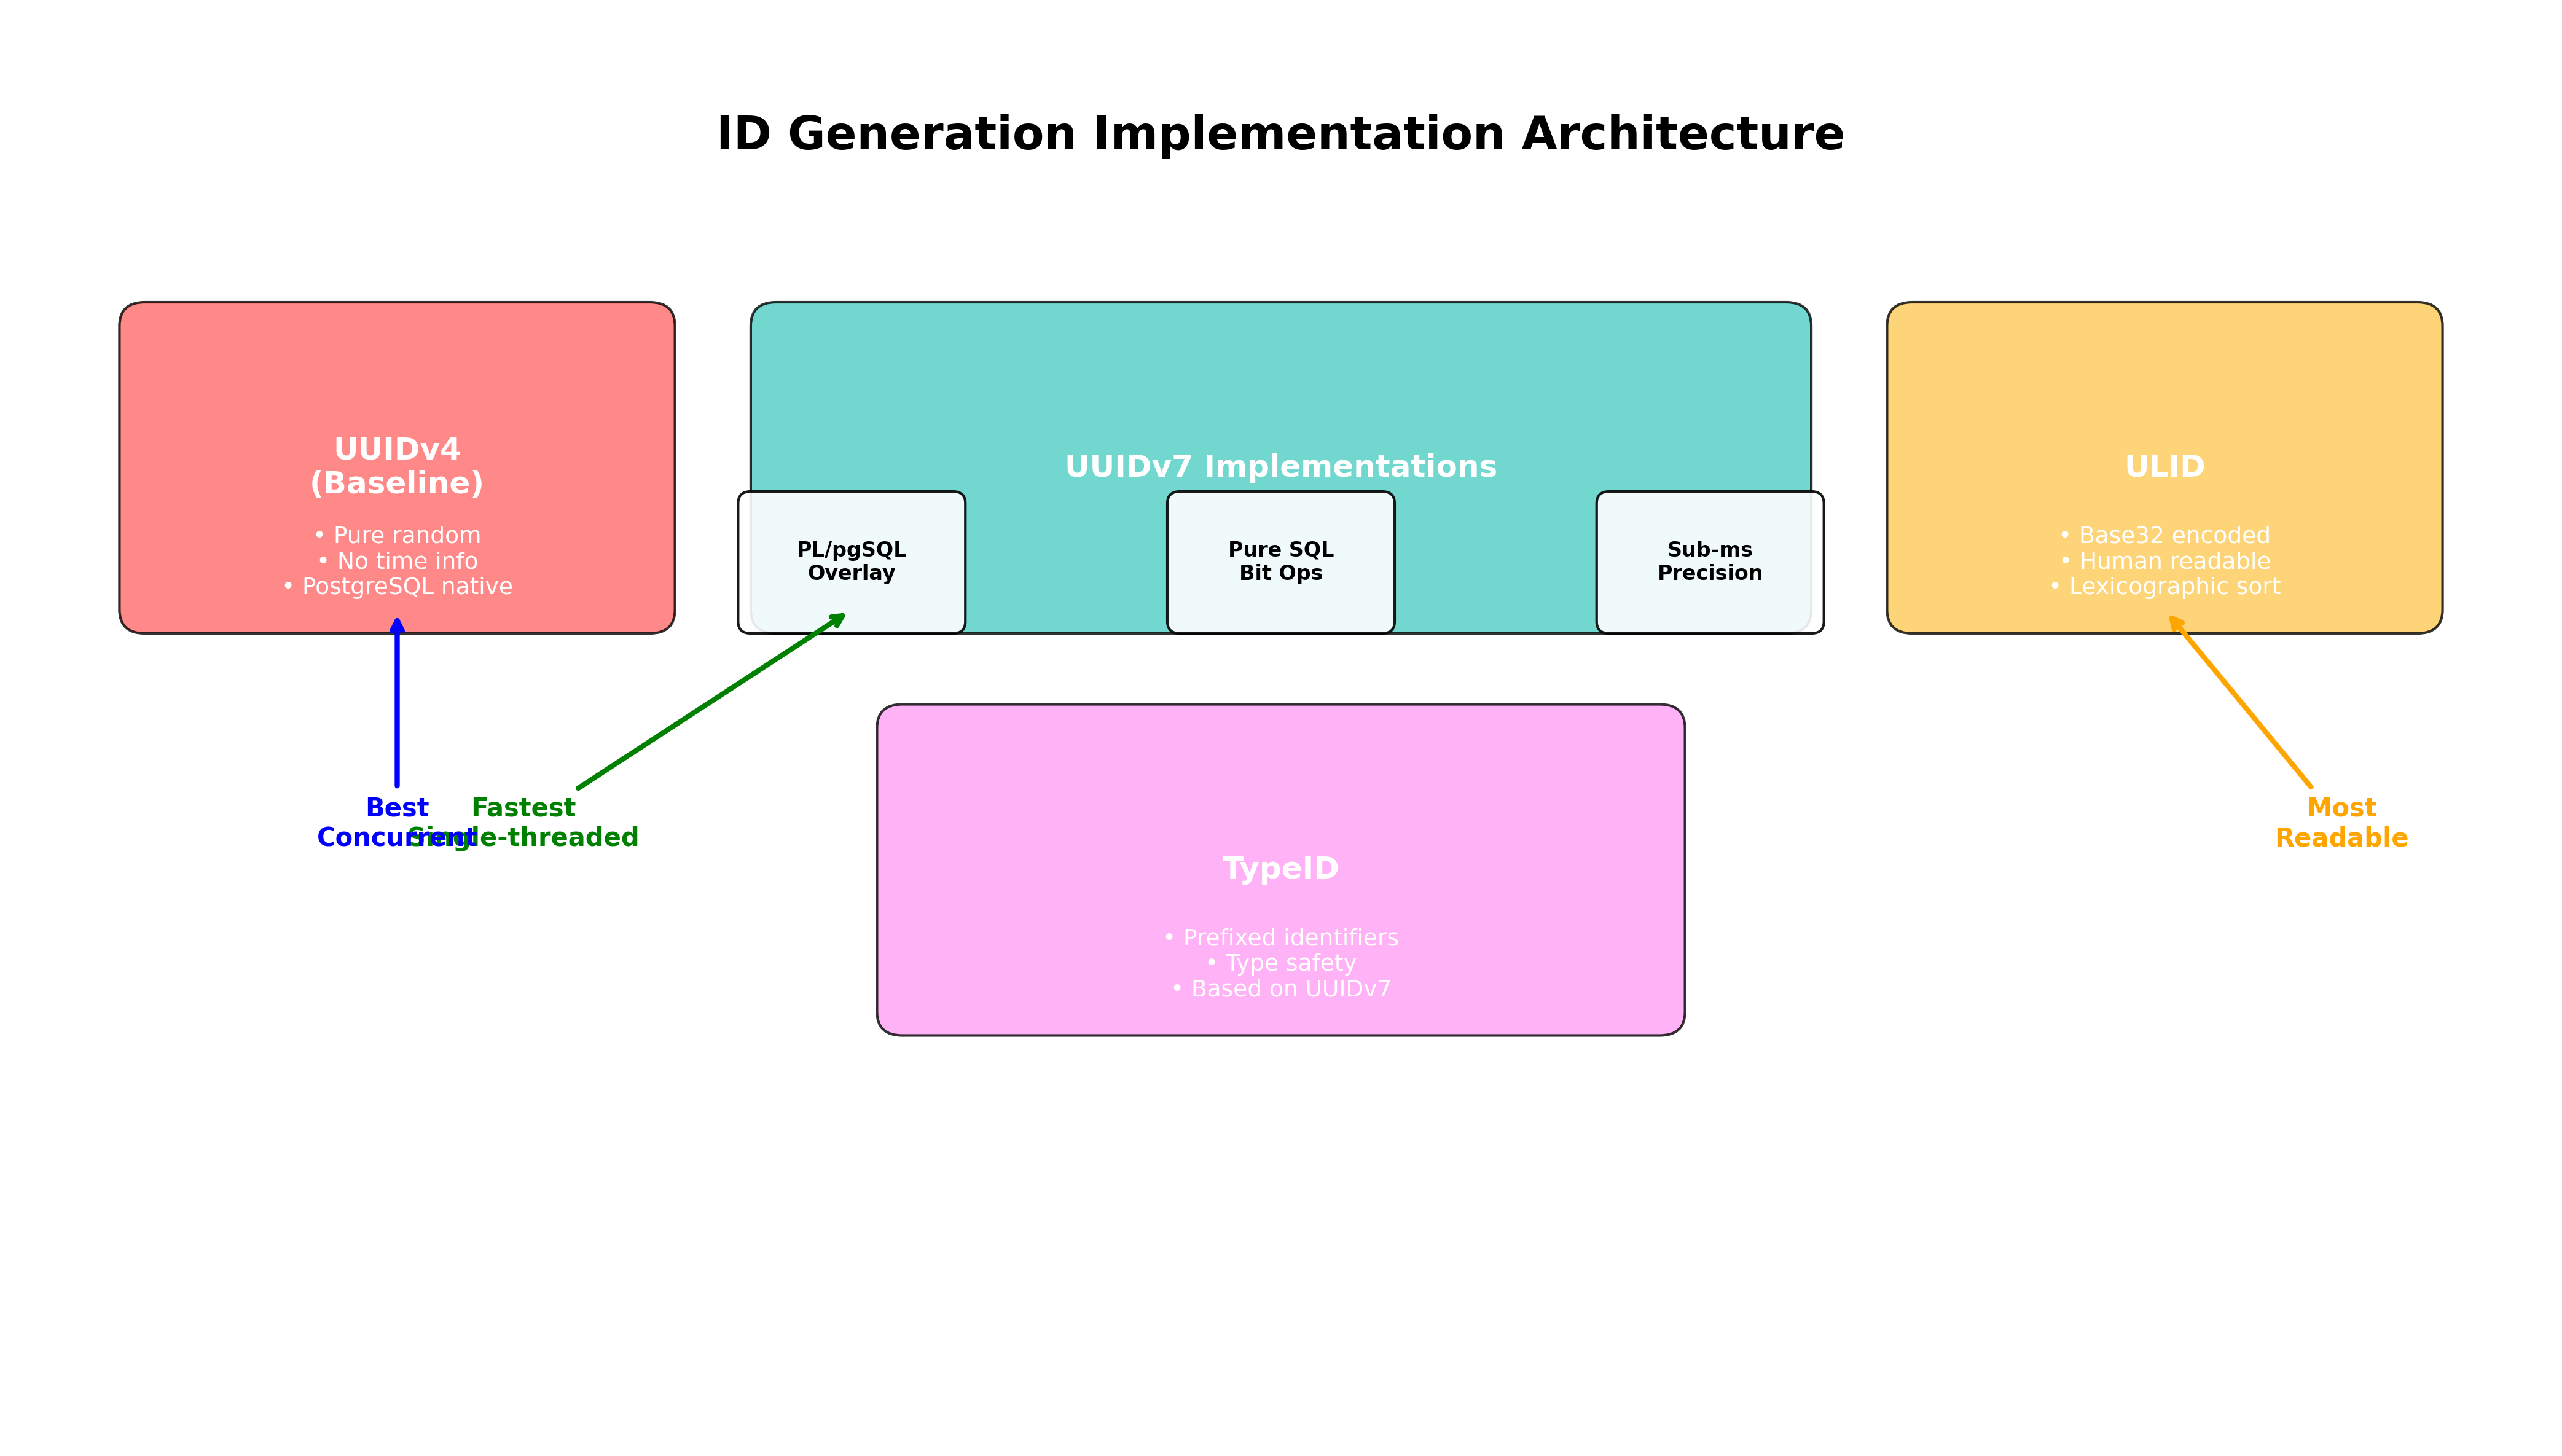 ID Generation Implementation Architecture
UUIDv4
(Baseline)
• Pure random
• No time info
• PostgreSQL native
UUIDv7 Implementations
PL/pgSQL
Overlay
Pure SQL
Bit Ops
Sub-ms
Precision
ULID
• Base32 encoded
• Human readable
• Lexicographic sort
Best
Concurrent
Fastest
Single-threaded
Most
Readable
TypeID
• Prefixed identifiers
• Type safety
• Based on UUIDv7